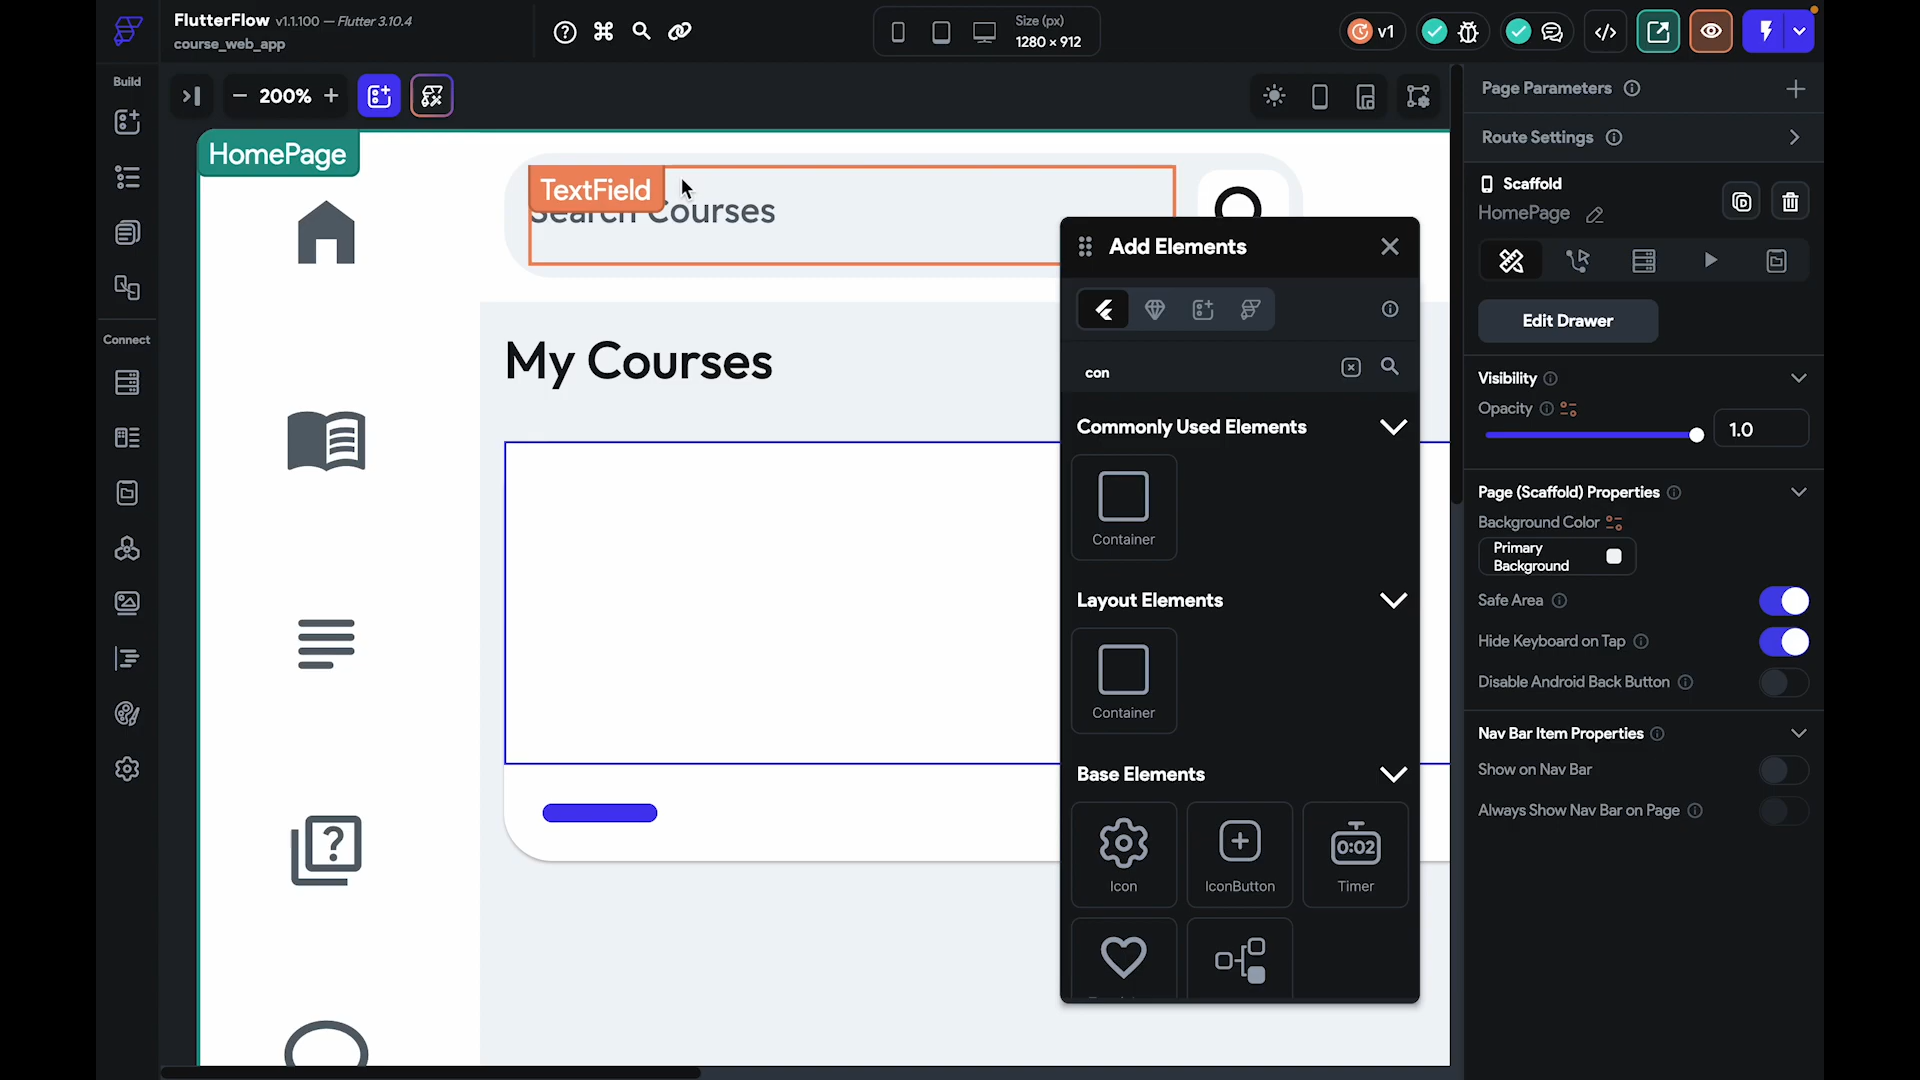 FlutterFlow v1.1.100 — Flutter 3.10.4
course_web_app
Size (px)
1280 × 912
v1
Build
200%
Page Parameters
Route Settings
HomePage
TextField
Search Courses
Scaffold
HomePage
Add Elements
con
Edit Drawer
My Courses
Connect
Visibility
Opacity
1.0
Commonly Used Elements
Container
Page (Scaffold) Properties
Background Color
Primary
Background
Layout Elements
Container
Safe Area
Hide Keyboard on Tap
Disable Android Back Button
Nav Bar Item Properties
Show on Nav Bar
Always Show Nav Bar on Page
Base Elements
0:02
Icon
IconButton
Timer